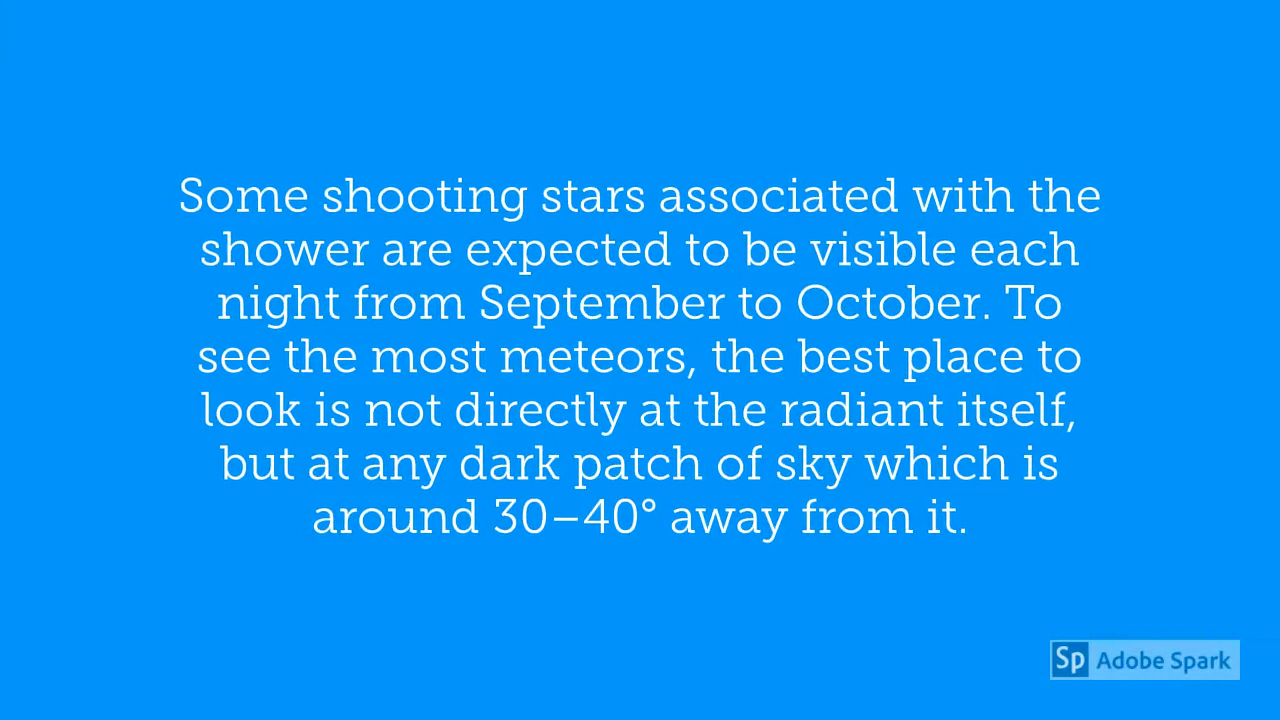 Some shooting stars associated with the
shower are expected to be visible each
night from September to October. To
see the most meteors, the best place to
look is not directly at the radiant itself,
but at any dark patch of sky which is
around 30–40° away from it.
Sp Adobe Spark